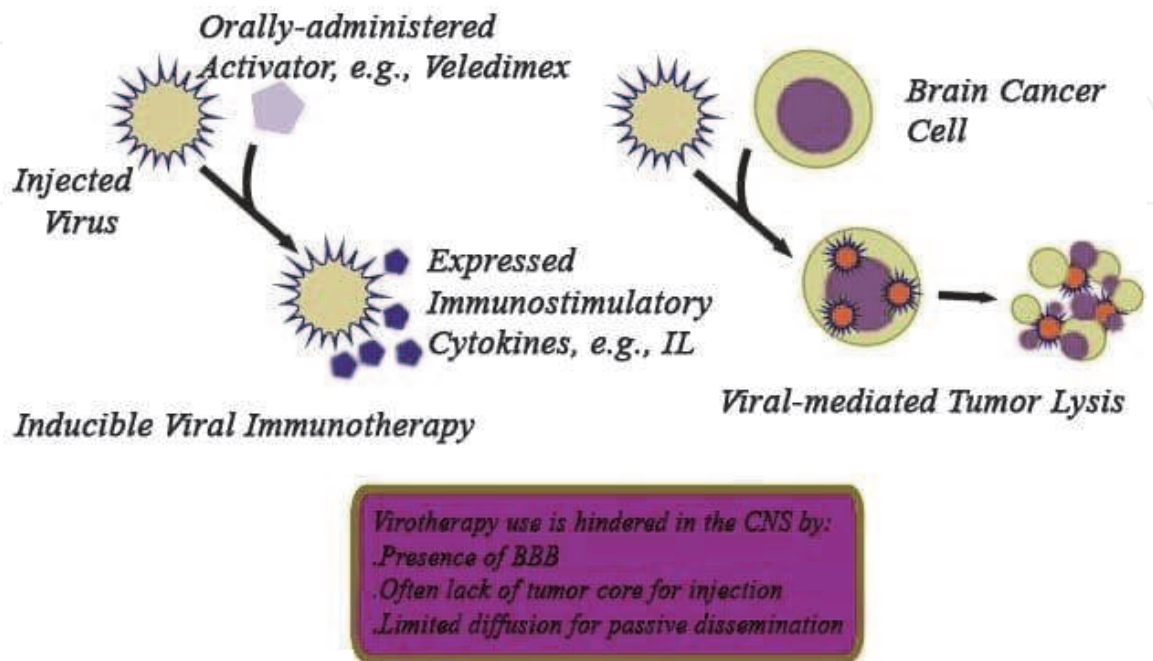 Orally-administered
Activator, e.g., Veledimex
Injected
Virus
Expressed
Immunostimulatory
Cytokines, e.g., IL
Inducible Viral Immunotherapy
Brain Cancer
Cell
Viral-mediated Tumor Lysis
Virotherapy use is hindered in the CNS by:
.Presence of BBB
.Often lack of tumor core for injection
.Limited diffusion for passive dissemination